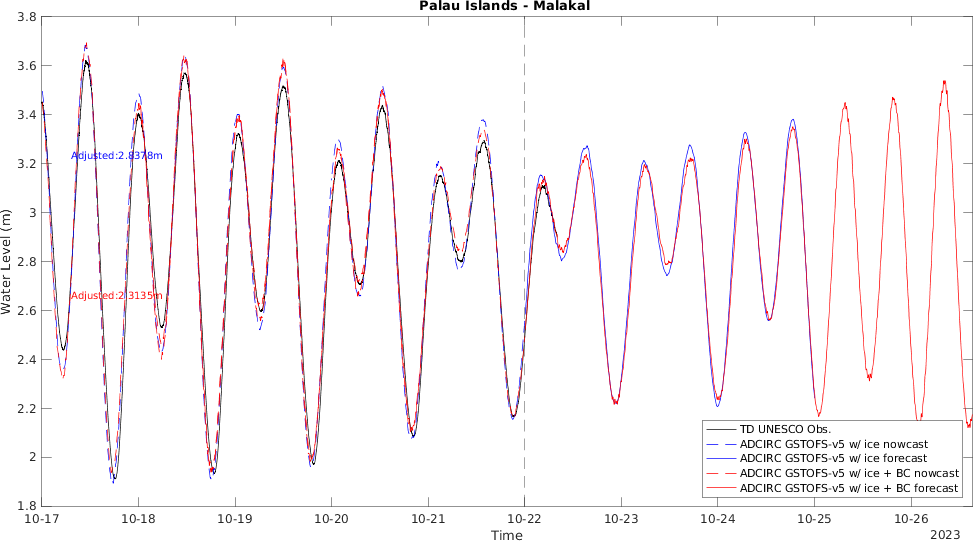 Palau Islands - Malakal
3.8
3.6
3.4
3.2
3
2.8
2.6
2.4
2.2
2
1.8
Water Level (m)
Adjusted:2.8378m
Adjusted:2.3135m
TD UNESCO Obs.
ADCIRC GSTOFS-v5 w/ ice nowcast
ADCIRC GSTOFS-v5 w/ ice forecast
ADCIRC GSTOFS-v5 w/ ice + BC nowcast
ADCIRC GSTOFS-v5 w/ ice + BC forecast
10-17 10-18 10-19 10-20 10-21 10-22 10-23 10-24 10-25 10-26
Time
2023